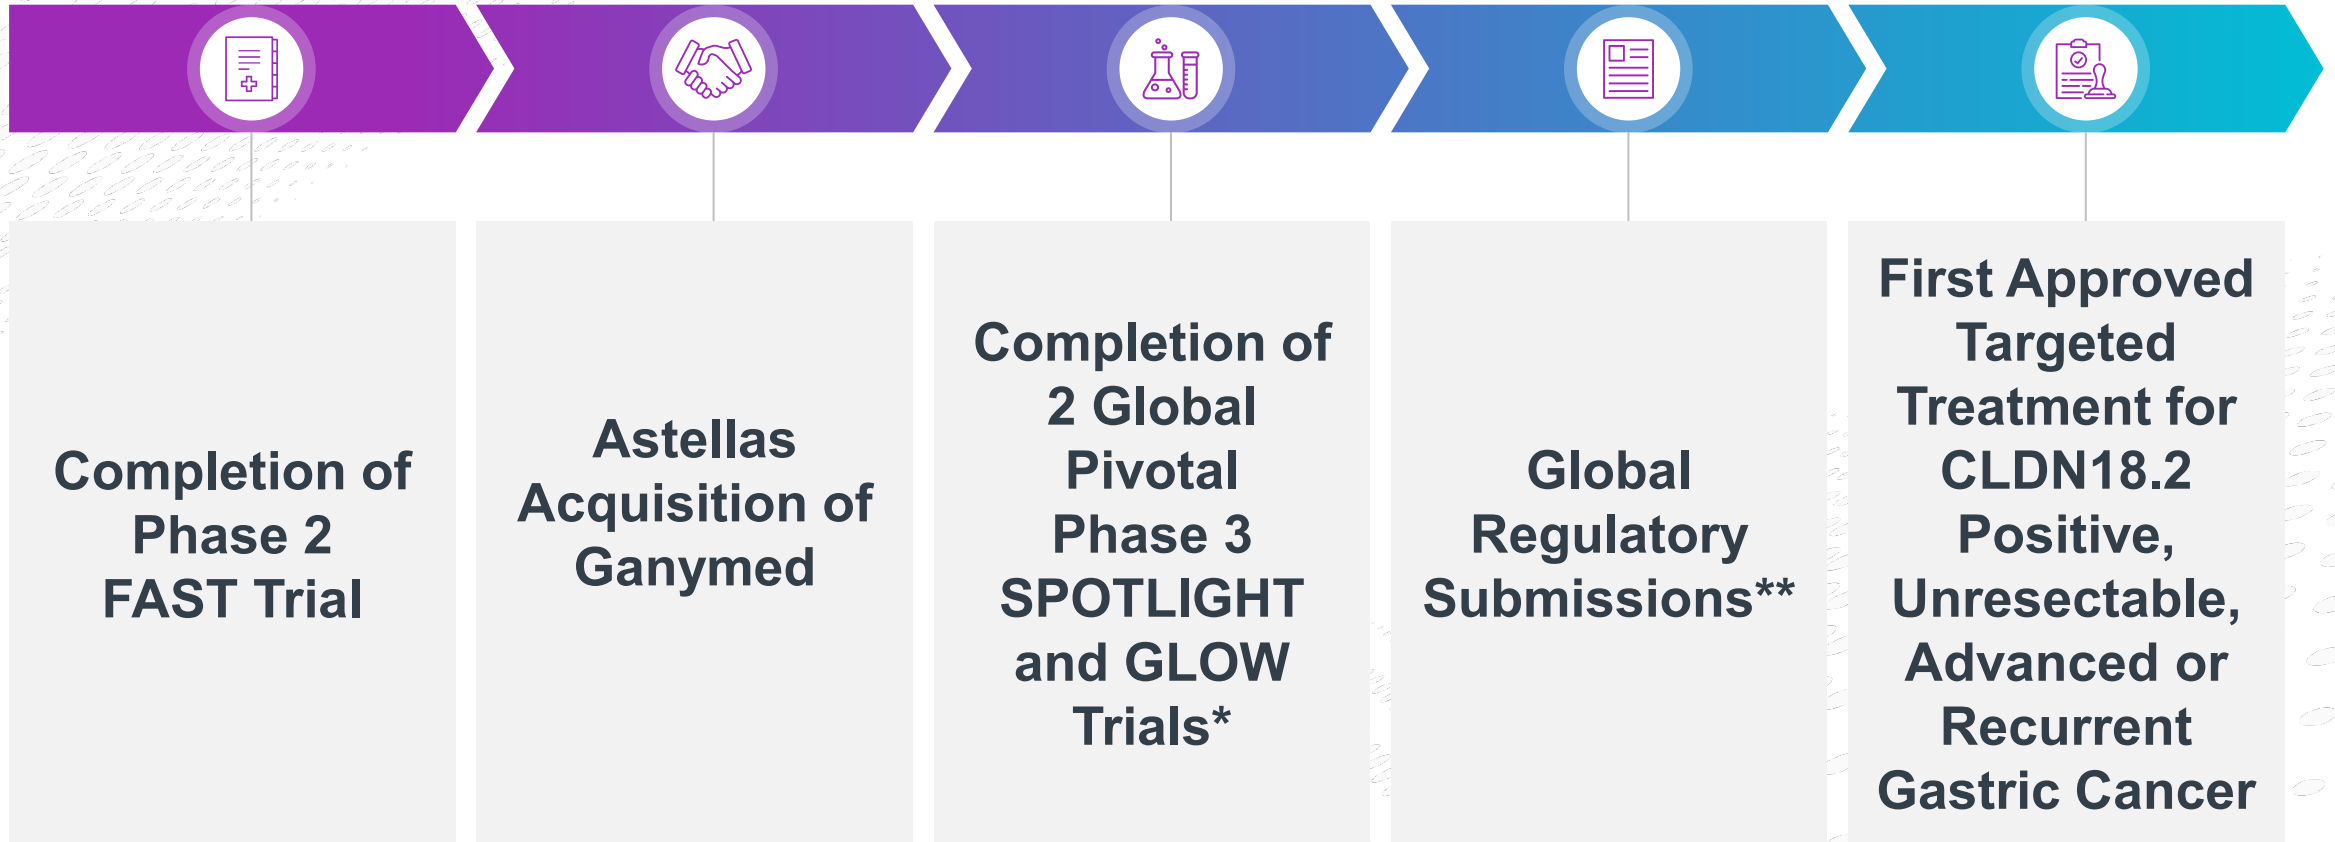 Completion of
Phase 2
FAST Trial
Astellas
Acquisition of
Ganymed
Completion of
2 Global
Pivotal
Phase 3
SPOTLIGHT
and GLOW
Trials*
Global
Regulatory
Submissions**
First Approved
Targeted
Treatment for
CLDN18.2
Positive,
Unresectable,
Advanced or
Recurrent
Gastric Cancer